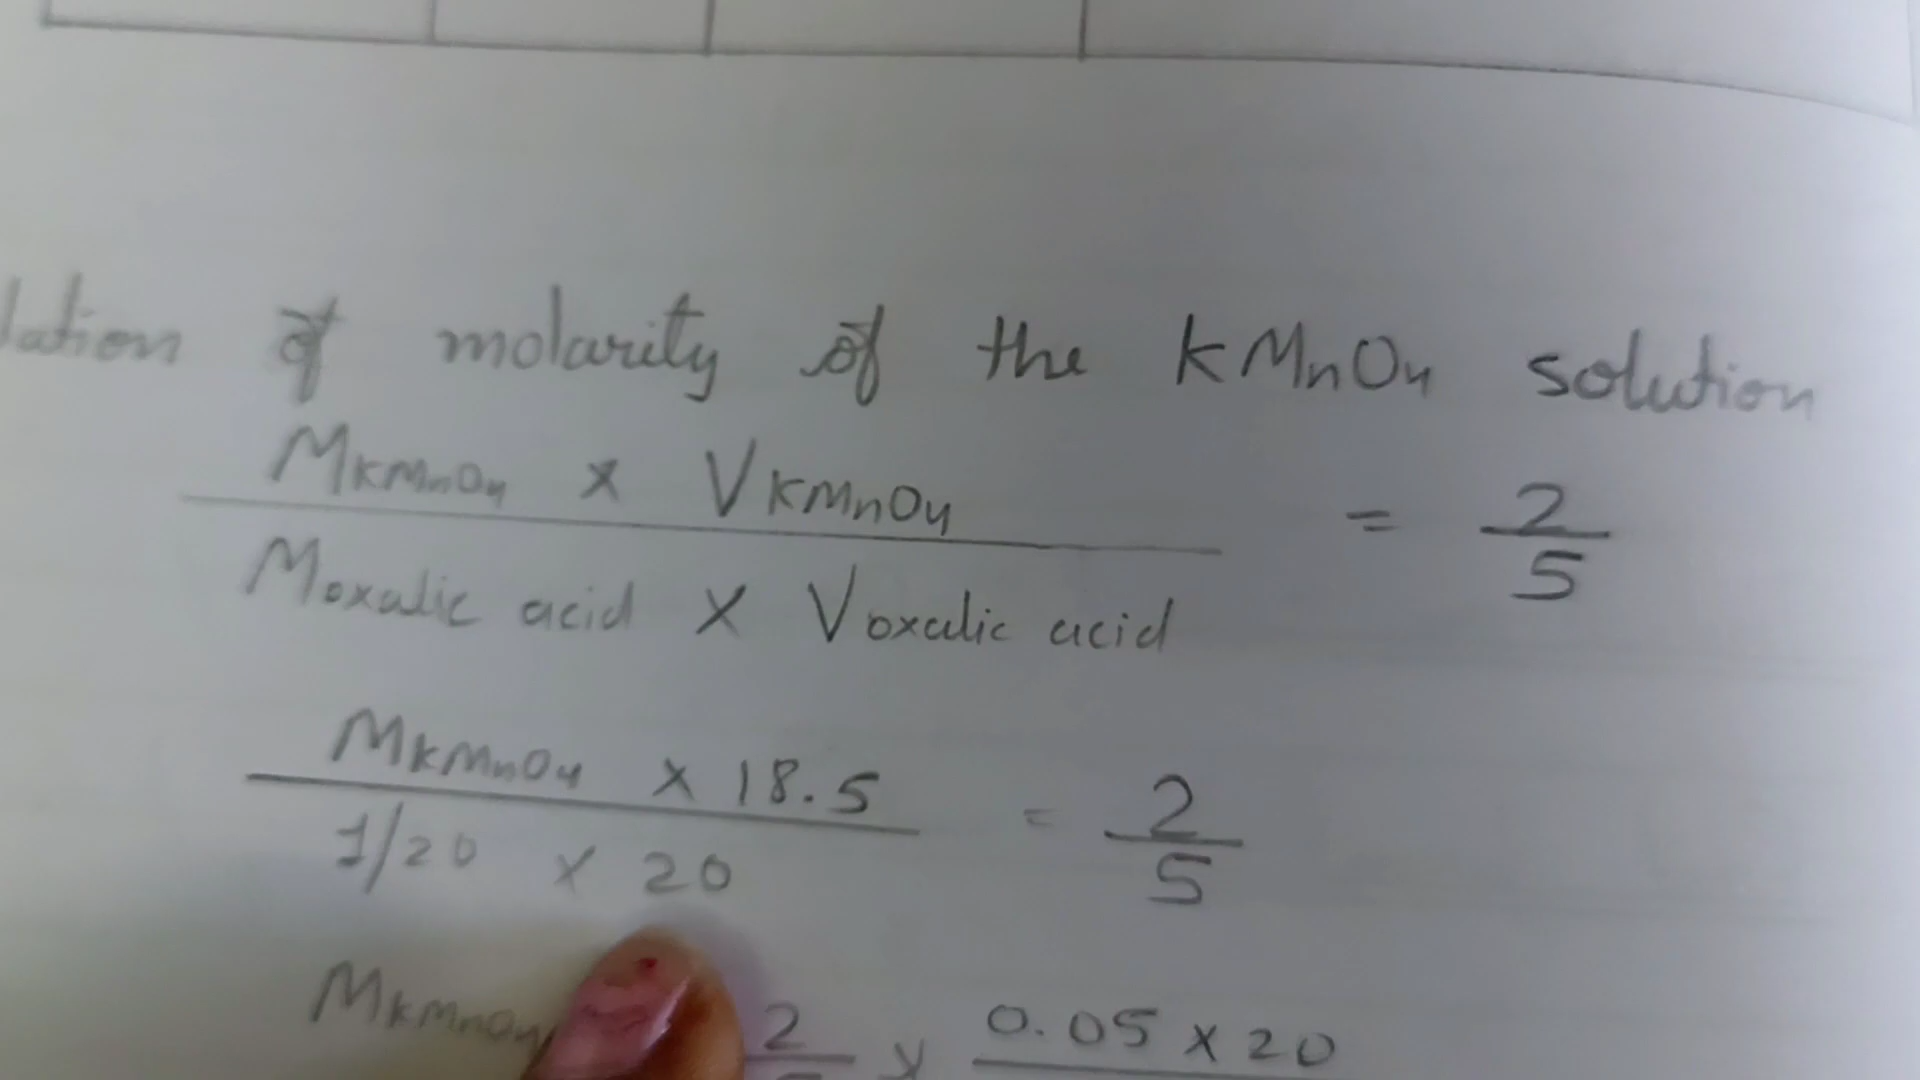 lation of molarity of the KMnO4 solution
MKMnO4 x VKMnO4 = 2/5
Moxalic acid x Voxalic acid
MKMnO4 x 18.5 = 2/5
1/20 x 20
MKMnO4 2 x 0.05 x 20